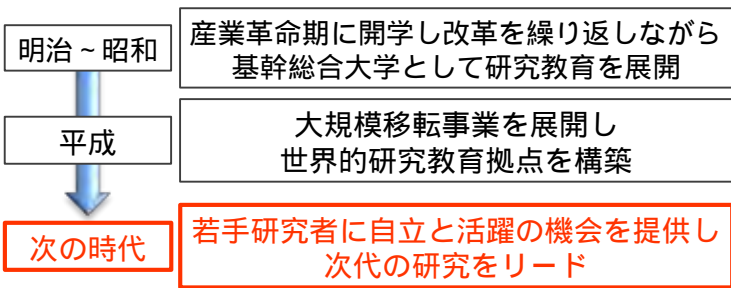 明治～昭和
産業革命期に開学し改革を繰り返しながら
基幹総合大学として研究教育を展開
平成
大規模移転事業を展開し
世界的研究教育拠点を構築
次の時代
若手研究者に自立と活躍の機会を提供し
次代の研究をリード